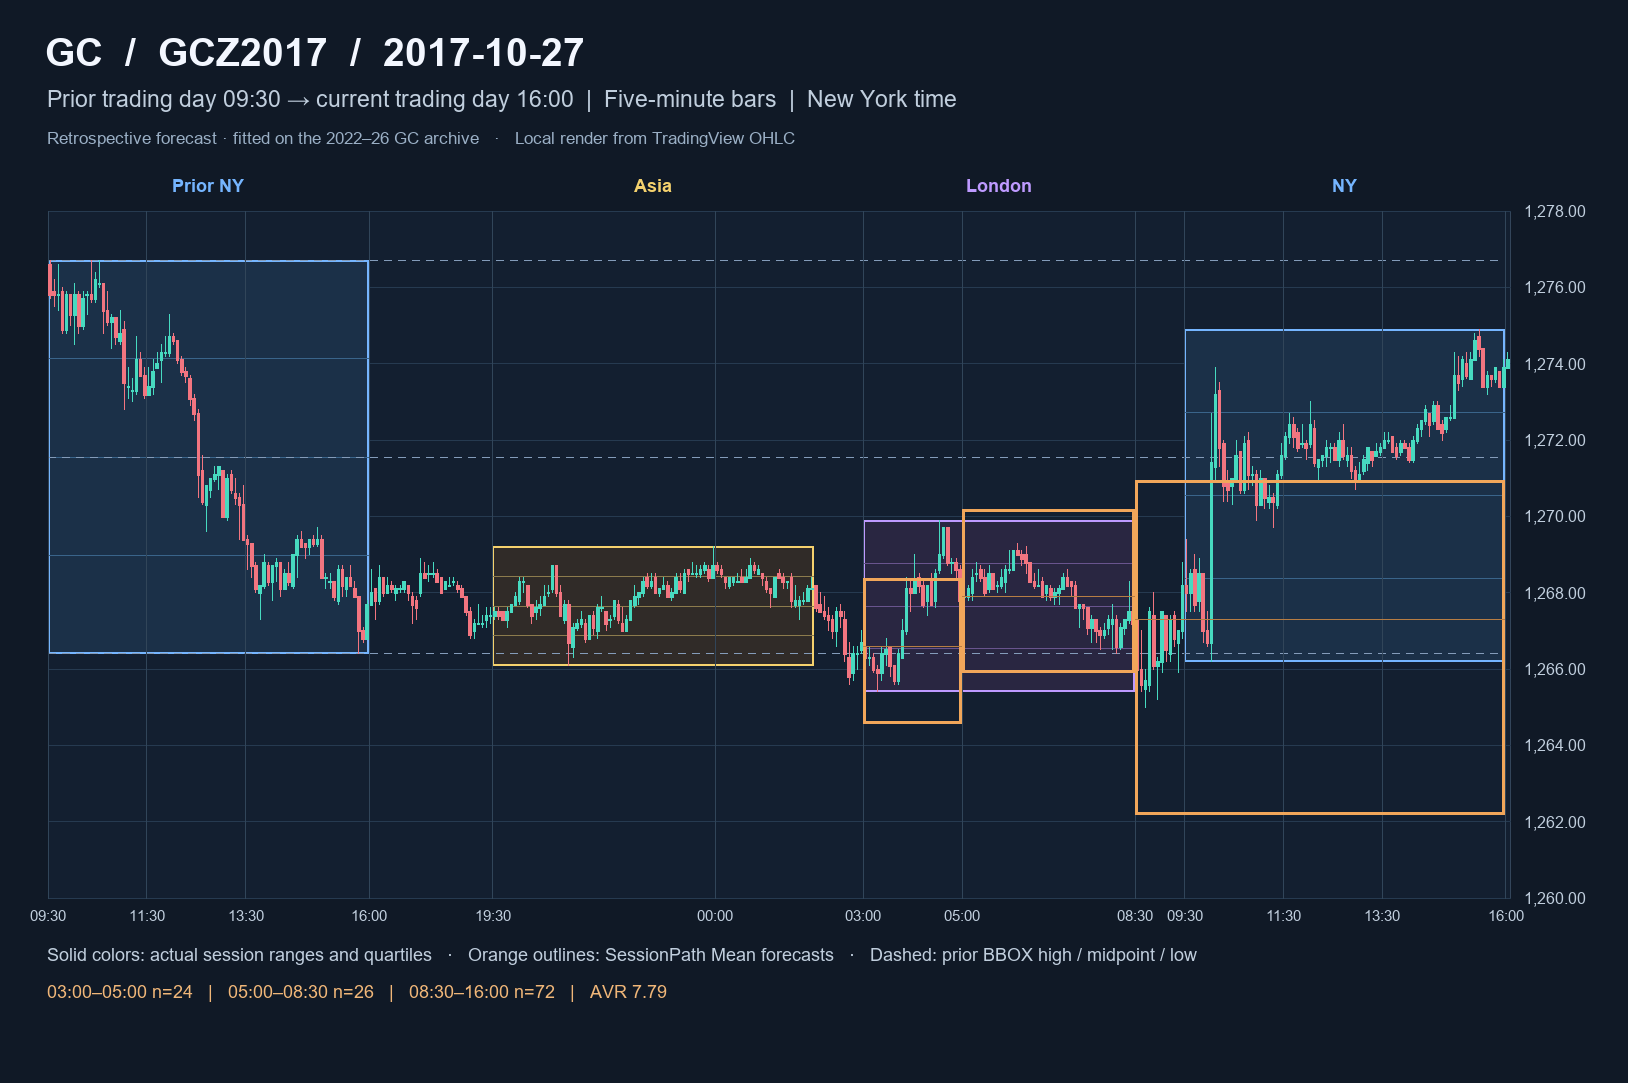 GC / GCZ2017 / 2017-10-27
Prior trading day 09:30 → current trading day 16:00 | Five-minute bars | New York time
Retrospective forecast · fitted on the 2022–26 GC archive · Local render from TradingView OHLC
Prior NY Asia London NY
1,278.00
1,276.00
1,274.00
1,272.00
1,270.00
1,268.00
1,266.00
1,264.00
1,262.00
1,260.00
09:30 11:30 13:30 16:00 19:30 00:00 03:00 05:00 08:30 09:30 11:30 13:30 16:00
Solid colors: actual session ranges and quartiles · Orange outlines: SessionPath Mean forecasts · Dashed: prior BBOX high / midpoint / low
03:00–05:00 n=24 | 05:00–08:30 n=26 | 08:30–16:00 n=72 | AVR 7.79